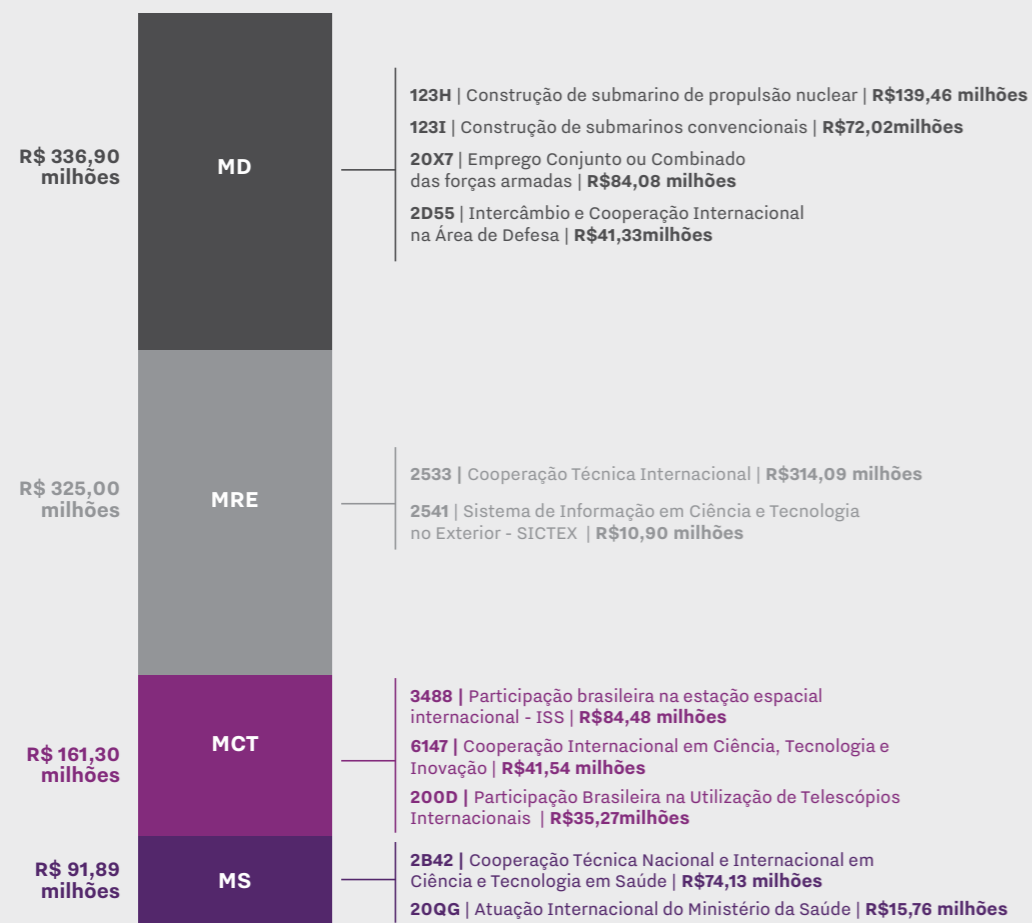 R$ 336,90
milhões
MD
123H | Construção de submarino de propulsão nuclear | R$139,46 milhões
123I | Construção de submarinos convencionais | R$72,02milhões
20X7 | Emprego Conjunto ou Combinado
das forças armadas | R$84,08 milhões
2D55 | Intercâmbio e Cooperação Internacional
na Área de Defesa | R$41,33milhões
R$ 325,00
milhões
MRE
2533 | Cooperação Técnica Internacional | R$314,09 milhões
2541 | Sistema de Informação em Ciência e Tecnologia
no Exterior - SICTEX | R$10,90 milhões
R$ 161,30
milhões
MCT
3488 | Participação brasileira na estação espacial
internacional - ISS | R$84,48 milhões
6147 | Cooperação Internacional em Ciência, Tecnologia e
Inovação | R$41,54 milhões
200D | Participação Brasileira na Utilização de Telescópios
Internacionais | R$35,27milhões
R$ 91,89
milhões
MS
2B42 | Cooperação Técnica Nacional e Internacional em
Ciência e Tecnologia em Saúde | R$74,13 milhões
20QG | Atuação Internacional do Ministério da Saúde | R$15,76 milhões